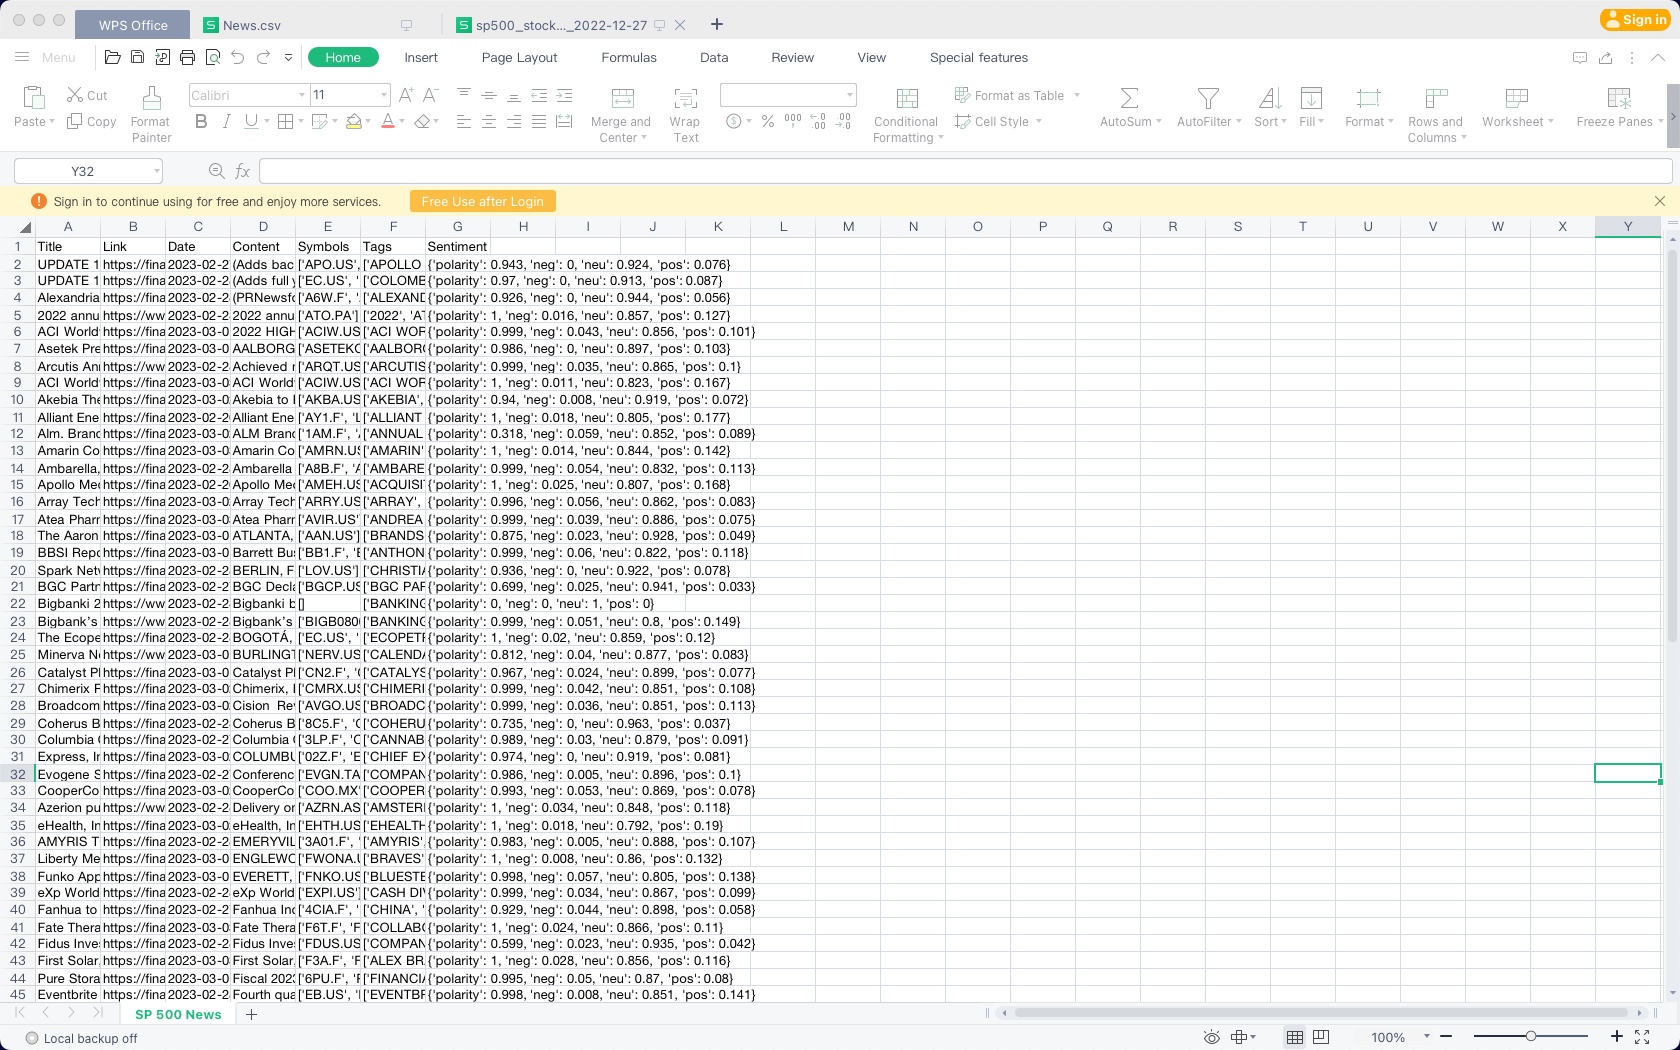 WPS Office News.csv sp500_stock..._2022-12-27 Sign in
Menu Home Insert Page Layout Formulas Data Review View Special features
Paste Cut Copy Format Painter Calibri 11 Merge and Center Wrap Text Conditional Formatting Format as Table Cell Style AutoSum AutoFilter Sort Fill Format Rows and Columns Worksheet Freeze Panes
Y32 fx
Sign in to continue using for free and enjoy more services. Free Use after Login
A B C D E F G H I J K L M N O P Q R S T U V W X Y
1 Title Link Date Content Symbols Tags Sentiment
2 UPDATE 1 https://fina 2023-02-2 (Adds bac ['APO.US', ['APOLLO {'polarity': 0.943, 'neg': 0, 'neu': 0.924, 'pos': 0.076}
3 UPDATE 1 https://fina 2023-02-2 (Adds full y ['EC.US', ' ['COLOME {'polarity': 0.97, 'neg': 0, 'neu': 0.913, 'pos': 0.087}
4 Alexandria https://fina 2023-02-2 (PRNewsfo ['A6W.F', ' ['ALEXAND {'polarity': 0.926, 'neg': 0, 'neu': 0.944, 'pos': 0.056}
5 2022 annu https://ww 2023-02-2 2022 annu ['ATO.PA'] ['2022', 'AT {'polarity': 1, 'neg': 0.016, 'neu': 0.857, 'pos': 0.127}
6 ACI World https://fina 2023-03-0 2022 HIGH ['ACIW.US ['ACI WOR {'polarity': 0.999, 'neg': 0.043, 'neu': 0.856, 'pos': 0.101}
7 Asetek Pre https://fina 2023-03-0 AALBORG ['ASETEK ['AALBOR {'polarity': 0.986, 'neg': 0, 'neu': 0.897, 'pos': 0.103}
8 Arcutis An https://ww 2023-02-2 Achieved ['ARQT.US ['ARCUTIS {'polarity': 0.999, 'neg': 0.035, 'neu': 0.865, 'pos': 0.1}
9 ACI World https://fina 2023-03-0 ACI World ['ACIW.US ['ACI WOR {'polarity': 1, 'neg': 0.011, 'neu': 0.823, 'pos': 0.167}
10 Akebia The https://fina 2023-03-0 Akebia to ['AKBA.US ['AKEBIA', {'polarity': 0.94, 'neg': 0.008, 'neu': 0.919, 'pos': 0.072}
11 Alliant Ene https://fina 2023-02-2 Alliant Ene ['AY1.F', 'L ['ALLIANT {'polarity': 1, 'neg': 0.018, 'neu': 0.805, 'pos': 0.177}
12 Alm. Branc https://fina 2023-03-0 ALM Branc ['1AM.F', ['ANNUAL {'polarity': 0.318, 'neg': 0.059, 'neu': 0.852, 'pos': 0.089}
13 Amarin Co https://fina 2023-03-0 Amarin Co ['AMRN.US ['AMARIN' {'polarity': 1, 'neg': 0.014, 'neu': 0.844, 'pos': 0.142}
14 Ambarella, https://fina 2023-02-2 Ambarella ['A8B.F', 'A ['AMBARE {'polarity': 0.999, 'neg': 0.054, 'neu': 0.832, 'pos': 0.113}
15 Apollo Med https://fina 2023-02-2 Apollo Med ['AMEH.US ['ACQUISI {'polarity': 1, 'neg': 0.025, 'neu': 0.807, 'pos': 0.168}
16 Array Tech https://fina 2023-03-0 Array Tech ['ARRY.US ['ARRAY', {'polarity': 0.996, 'neg': 0.056, 'neu': 0.862, 'pos': 0.083}
17 Atea Pharr https://fina 2023-03-0 Atea Pharr ['AVIR.US' ['ANDREA {'polarity': 0.999, 'neg': 0.039, 'neu': 0.886, 'pos': 0.075}
18 The Aaron https://fina 2023-03-0 ATLANTA, ['AAN.US'] ['BRANDS {'polarity': 0.875, 'neg': 0.023, 'neu': 0.928, 'pos': 0.049}
19 BBSI Repo https://fina 2023-03-0 Barrett Bu ['BB1.F', 'E ['ANTHON {'polarity': 0.999, 'neg': 0.06, 'neu': 0.822, 'pos': 0.118}
20 Spark Netw https://fina 2023-02-2 BERLIN, F ['LOV.US'] ['CHRISTIA {'polarity': 0.936, 'neg': 0, 'neu': 0.922, 'pos': 0.078}
21 BGC Partn https://fina 2023-02-2 BGC Decla ['BGCP.US ['BGC PAR {'polarity': 0.699, 'neg': 0.025, 'neu': 0.941, 'pos': 0.033}
22 Bigbanki 2 https://ww 2023-02-2 Bigbanki b [] ['BANKING {'polarity': 0, 'neg': 0, 'neu': 1, 'pos': 0}
23 Bigbank's https://ww 2023-02-2 Bigbank's ['BIGB080 ['BANKING {'polarity': 0.999, 'neg': 0.051, 'neu': 0.8, 'pos': 0.149}
24 The Ecope https://fina 2023-03-0 BOGOTÁ, ['EC.US', ' ['ECOPETR {'polarity': 1, 'neg': 0.02, 'neu': 0.859, 'pos': 0.12}
25 Minerva N https://ww 2023-03-0 BURLINGT ['NERV.US ['CALENDA {'polarity': 0.812, 'neg': 0.04, 'neu': 0.877, 'pos': 0.083}
26 Catalyst P https://fina 2023-03-0 Catalyst P ['CN2.F', ' ['CATALYS {'polarity': 0.967, 'neg': 0.024, 'neu': 0.899, 'pos': 0.077}
27 Chimerix F https://fina 2023-03-0 Chimerix, ['CMRX.US ['CHIMERI {'polarity': 0.999, 'neg': 0.042, 'neu': 0.851, 'pos': 0.108}
28 Broadcom https://fina 2023-03-0 Cision Re ['AVGO.US ['BROADC {'polarity': 0.999, 'neg': 0.036, 'neu': 0.851, 'pos': 0.113}
29 Coherus B https://fina 2023-02-2 Coherus B ['8C5.F', 'C ['COHERU {'polarity': 0.735, 'neg': 0, 'neu': 0.963, 'pos': 0.037}
30 Columbia https://fina 2023-02-2 Columbia ['3LP.F', 'C ['CANNAB {'polarity': 0.989, 'neg': 0.03, 'neu': 0.879, 'pos': 0.091}
31 Express, In https://fina 2023-03-0 COLUMBU ['02Z.F', 'E ['CHIEF EX {'polarity': 0.974, 'neg': 0, 'neu': 0.919, 'pos': 0.081}
32 Evogene S https://fina 2023-02-2 Conferenc ['EVGN.TA ['COMPAN {'polarity': 0.986, 'neg': 0.005, 'neu': 0.896, 'pos': 0.1}
33 CooperCo https://fina 2023-03-0 CooperCo ['COO.MX' ['COOPER {'polarity': 0.993, 'neg': 0.053, 'neu': 0.869, 'pos': 0.078}
34 Azerion pu https://ww 2023-02-2 Delivery on ['AZRN.AS ['AMSTERI {'polarity': 1, 'neg': 0.034, 'neu': 0.848, 'pos': 0.118}
35 eHealth, In https://fina 2023-03-0 eHealth, In ['EHTH.US ['EHEALTH {'polarity': 1, 'neg': 0.018, 'neu': 0.792, 'pos': 0.19}
36 AMYRIS T https://fina 2023-03-0 EMERYVIL ['3A01.F', ' ['AMYRIS', {'polarity': 0.983, 'neg': 0.005, 'neu': 0.888, 'pos': 0.107}
37 Liberty Me https://fina 2023-03-0 ENGLEWO ['FWONA.U ['BRAVES' {'polarity': 1, 'neg': 0.008, 'neu': 0.86, 'pos': 0.132}
38 Funko App https://fina 2023-03-0 EVERETT, ['FNKO.US ['BLUESTE {'polarity': 0.998, 'neg': 0.057, 'neu': 0.805, 'pos': 0.138}
39 eXp World https://fina 2023-02-2 eXp World ['EXPI.US'] ['CASH DIV {'polarity': 0.999, 'neg': 0.034, 'neu': 0.867, 'pos': 0.099}
40 Fanhua to https://fina 2023-02-2 Fanhua Inc ['4CIA.F', ' ['CHINA', ' {'polarity': 0.929, 'neg': 0.044, 'neu': 0.898, 'pos': 0.058}
41 Fate Thera https://fina 2023-03-0 Fate Thera ['F6T.F', 'F ['COLLABO {'polarity': 1, 'neg': 0.024, 'neu': 0.866, 'pos': 0.11}
42 Fidus Inve https://fina 2023-02-2 Fidus Inve ['FDUS.US ['COMPAN {'polarity': 0.599, 'neg': 0.023, 'neu': 0.935, 'pos': 0.042}
43 First Solar, https://fina 2023-02-2 First Solar, ['F3A.F', 'F ['ALEX BR {'polarity': 1, 'neg': 0.028, 'neu': 0.856, 'pos': 0.116}
44 Pure Stora https://fina 2023-03-0 Fiscal 2023 ['6PU.F', ' ['FINANCIA {'polarity': 0.995, 'neg': 0.05, 'neu': 0.87, 'pos': 0.08}
45 Eventbrite https://fina 2023-02-2 Fourth qua ['EB.US', ' ['EVENTBR {'polarity': 0.998, 'neg': 0.008, 'neu': 0.851, 'pos': 0.141}
SP 500 News
Local backup off 100%